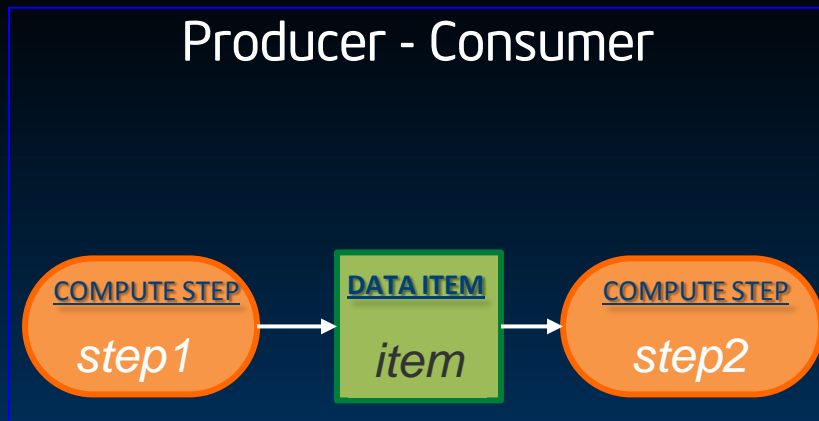 Producer - Consumer
COMPUTE STEP
step1
DATA ITEM
item
COMPUTE STEP
step2